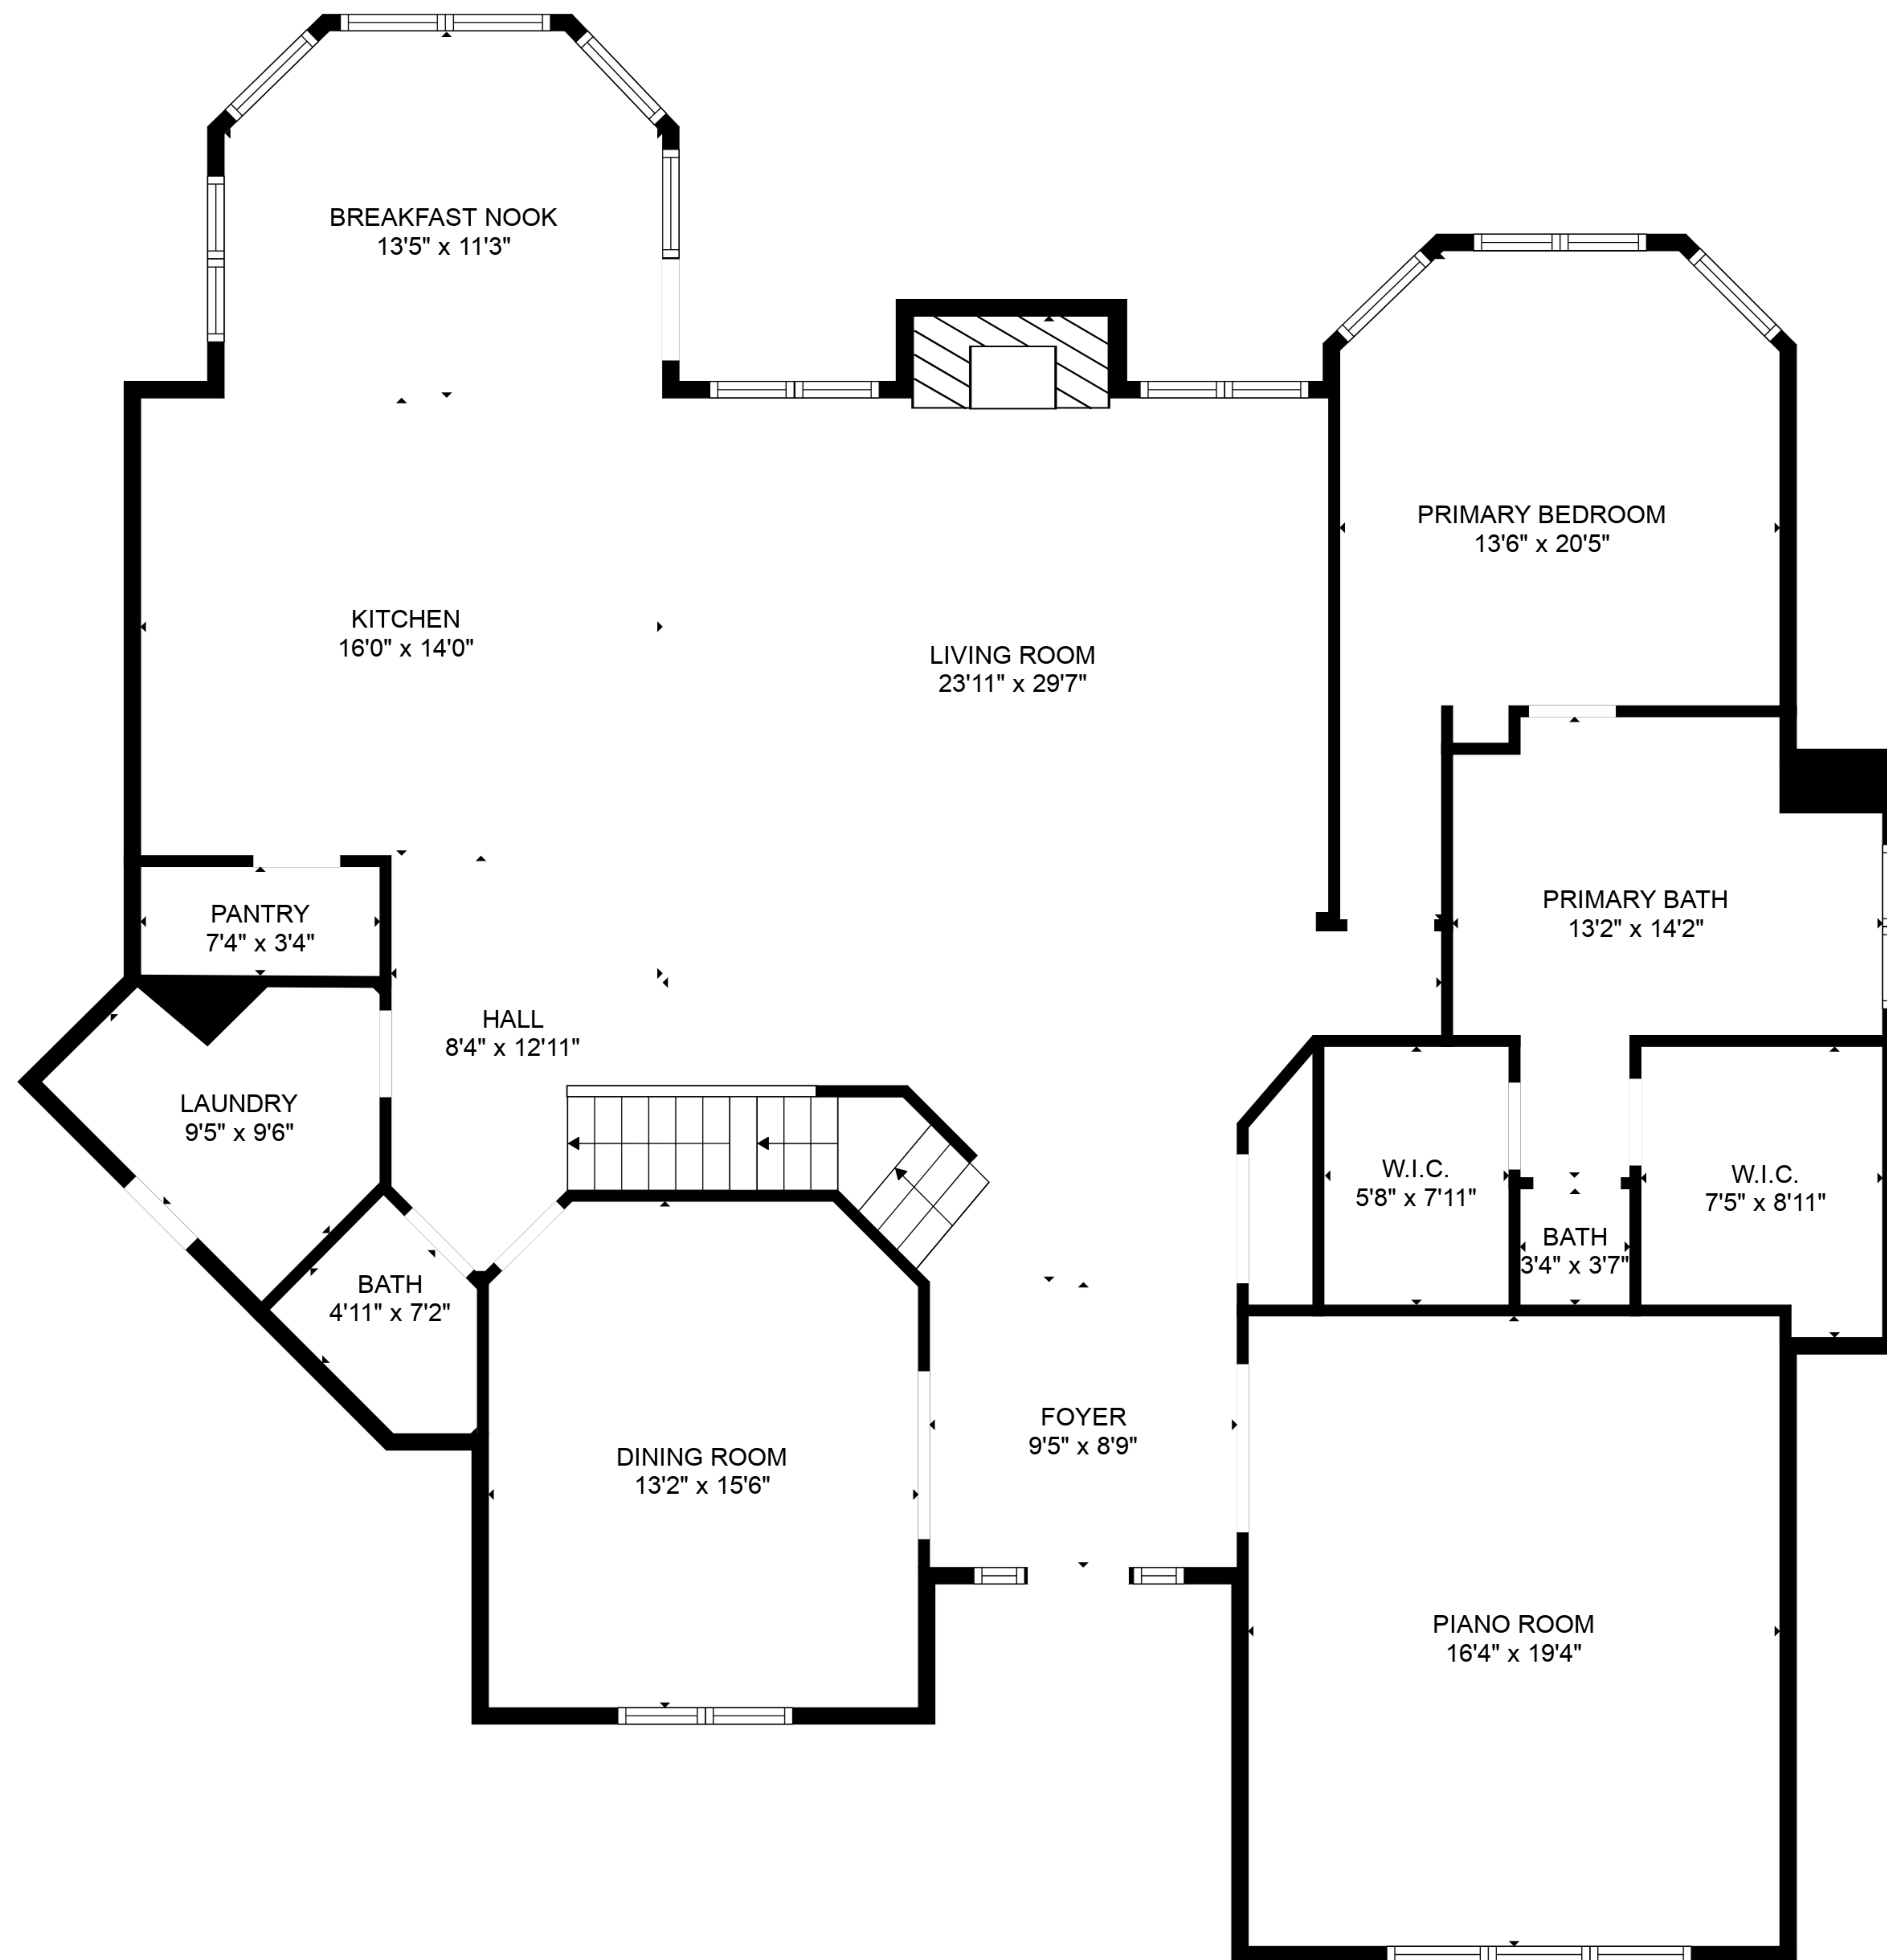 BREAKFAST NOOK
13'5" x 11'3"
PRIMARY BEDROOM
13'6" x 20'5"
KITCHEN
16'0" x 14'0"
LIVING ROOM
23'11" x 29'7"
PANTRY
7'4" x 3'4"
PRIMARY BATH
13'2" x 14'2"
HALL
8'4" x 12'11"
LAUNDRY
9'5" x 9'6"
W.I.C.
5'8" x 7'11"
W.I.C.
7'5" x 8'11"
BATH
3'4" x 3'7"
BATH
4'11" x 7'2"
FOYER
9'5" x 8'9"
DINING ROOM
13'2" x 15'6"
PIANO ROOM
16'4" x 19'4"